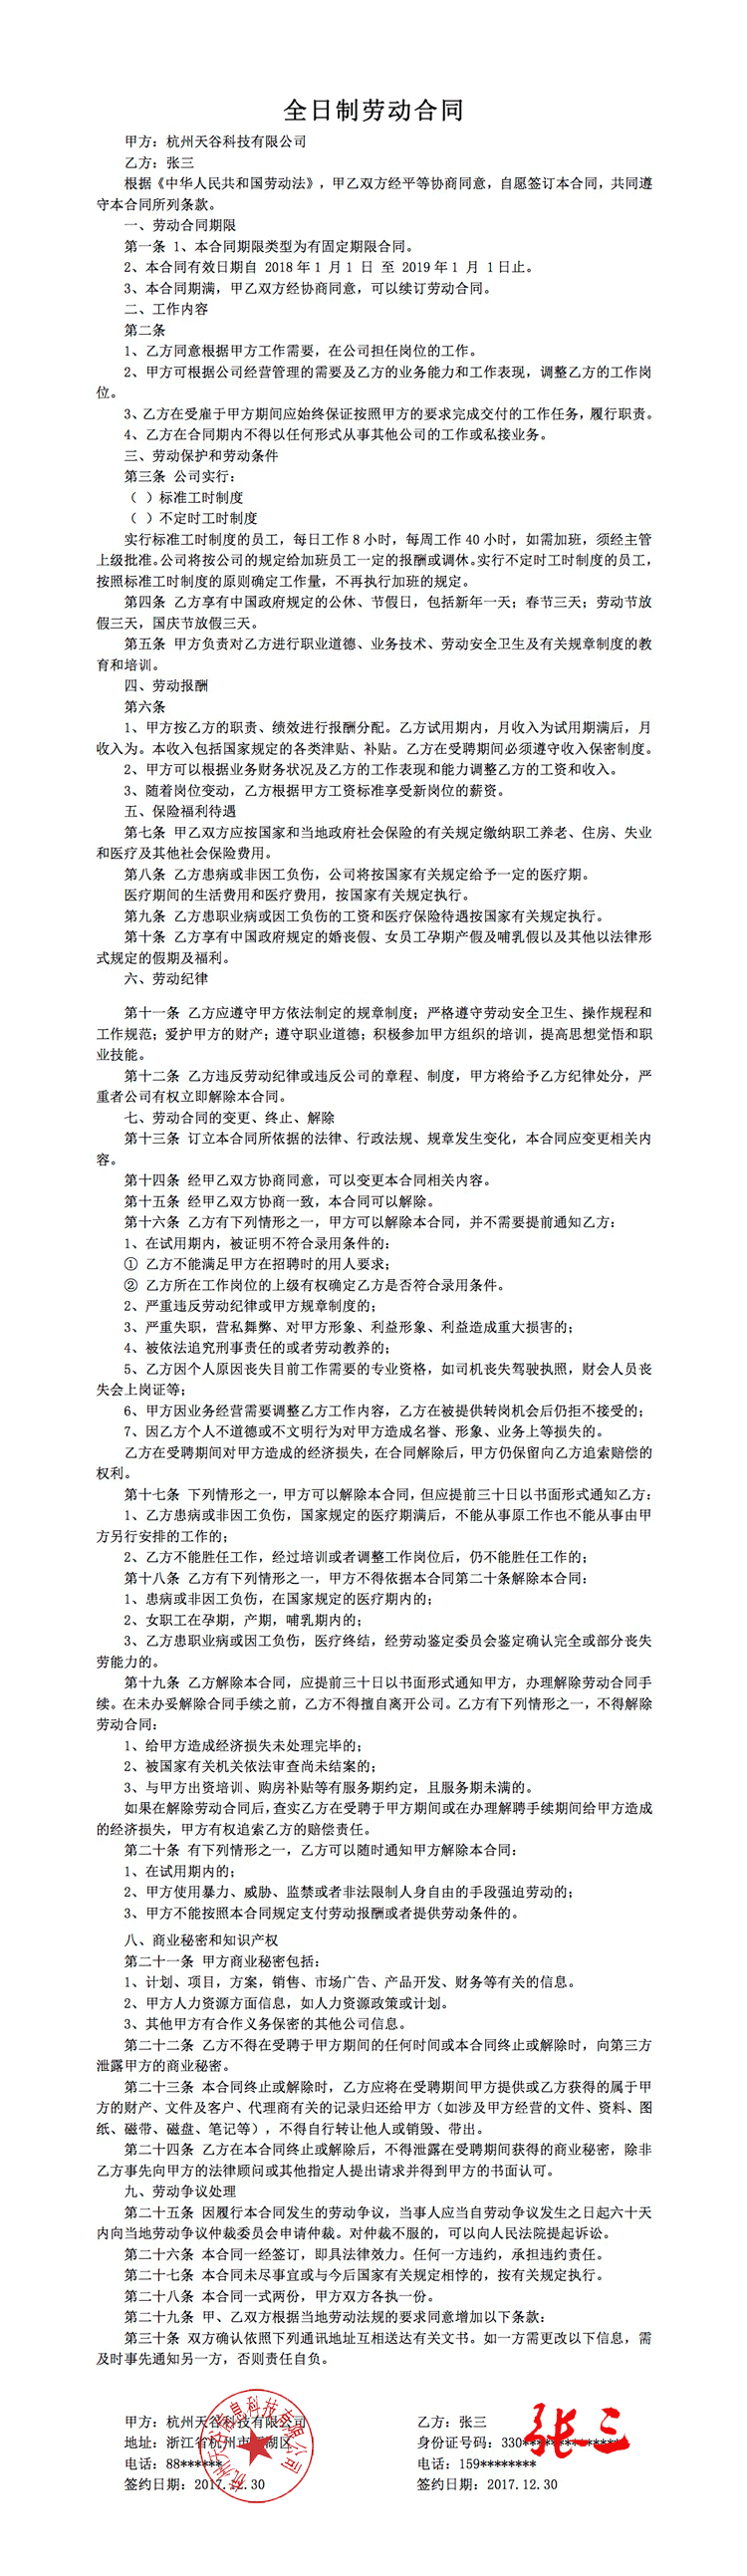 全日制劳动合同
甲方：杭州天谷科技有限公司
乙方：张三
根据《中华人民共和国劳动法》，甲乙双方经平等协商同意，自愿签订本合同，共同遵
守本合同所列条款。
一、劳动合同期限
第一条 1、本合同期限类型为有固定期限合同。
2、本合同有效日期自 2018年1月1 日 至 2019年1 月 1日止。
3、本合同期满，甲乙双方经协商同意，可以续订劳动合同。
二、工作内容
第二条
1、乙方同意根据甲方工作需要，在公司担任岗位的工作。
2、甲方可根据公司经营管理的需要及乙方的业务能力和工作表现，调整乙方的工作岗
位。
3、乙方在受雇于甲方期间应始终保证按照甲方的要求完成交付的工作任务，履行职责。
4、乙方在合同期内不得以任何形式从事其他公司的工作或私接业务。
三、劳动保护和劳动条件
第三条 公司实行：
（ ）标准工时制度
（ ）不定时工时制度
实行标准工时制度的员工，每日工作8小时，每周工作40小时，如需加班，须经主管
上级批准。公司将按公司的规定给加班员工一定的报酬或调休。实行不定时工时制度的员工，
按照标准工时制度的原则确定工作量，不再执行加班的规定。
第四条 乙方享有中国政府规定的公休、节假日，包括新年一天；春节三天；劳动节放
假三天，国庆节放假三天。
第五条 甲方负责对乙方进行职业道德、业务技术、劳动安全卫生及有关规章制度的教
育和培训。
四、劳动报酬
第六条
1、甲方按乙方的职责、绩效进行报酬分配。乙方试用期内，月收入为试用期满后，月
收入为。本收入包括国家规定的各类津贴、补贴。乙方在受聘期间必须遵守收入保密制度。
2、甲方可以根据业务财务状况及乙方的工作表现和能力调整乙方的工资和收入。
3、随着岗位变动，乙方根据甲方工资标准享受新岗位的薪资。
五、保险福利待遇
第七条 甲乙双方应按国家和当地政府社会保险的有关规定缴纳职工养老、住房、失业
和医疗及其他社会保险费用。
第八条 乙方患病或非因工负伤，公司将按国家有关规定给予一定的医疗期。
医疗期间的生活费用和医疗费用，按国家有关规定执行。
第九条 乙方患职业病或因工负伤的工资和医疗保险待遇按国家有关规定执行。
第十条 乙方享有中国政府规定的婚丧假、女员工孕期产假及哺乳假以及其他以法律形
式规定的假期及福利。
六、劳动纪律
第十一条 乙方应遵守甲方依法制定的规章制度；严格遵守劳动安全卫生、操作规程和
工作规范；爱护甲方的财产；遵守职业道德；积极参加甲方组织的培训，提高思想觉悟和职
业技能。
第十二条 乙方违反劳动纪律或违反公司的章程、制度，甲方将给予乙方纪律处分，严
重者公司有权立即解除本合同。
七、劳动合同的变更、终止、解除
第十三条 订立本合同所依据的法律、行政法规、规章发生变化，本合同应变更相关内
容。
第十四条 经甲乙双方协商同意，可以变更本合同相关内容。
第十五条 经甲乙双方协商一致，本合同可以解除。
第十六条 乙方有下列情形之一，甲方可以解除本合同，并不需要提前通知乙方：
1、在试用期内，被证明不符合录用条件的：
① 乙方不能满足甲方在招聘时的用人要求；
② 乙方所在工作岗位的上级有权确定乙方是否符合录用条件。
2、严重违反劳动纪律或甲方规章制度的；
3、严重失职，营私舞弊、对甲方形象、利益形象、利益造成重大损害的；
4、被依法追究刑事责任的或者劳动教养的；
5、乙方因个人原因丧失目前工作需要的专业资格，如司机丧失驾驶执照，财会人员丧
失会上岗证等；
6、甲方因业务经营需要调整乙方工作内容，乙方在被提供转岗机会后仍拒不接受的；
7、因乙方个人不道德或不文明行为对甲方造成名誉、形象、业务上等损失的。
乙方在受聘期间对甲方造成的经济损失，在合同解除后，甲方仍保留向乙方追索赔偿的
权利。
第十七条 下列情形之一，甲方可以解除本合同，但应提前三十日以书面形式通知乙方：
1、乙方患病或非因工负伤，国家规定的医疗期满后，不能从事原工作也不能从事由甲
方另行安排的工作的；
2、乙方不能胜任工作，经过培训或者调整工作岗位后，仍不能胜任工作的；
第十八条 乙方有下列情形之一，甲方不得依据本合同第二十条解除本合同：
1、患病或非因工负伤，在国家规定的医疗期内的；
2、女职工在孕期，产期，哺乳期内的；
3、乙方患职业病或因工负伤，医疗终结，经劳动鉴定委员会鉴定确认完全或部分丧失
劳能力的。
第十九条 乙方解除本合同，应提前三十日以书面形式通知甲方，办理解除劳动合同手
续。在未办妥解除合同手续之前，乙方不得擅自离开公司。乙方有下列情形之一，不得解除
劳动合同：
1、给甲方造成经济损失未处理完毕的；
2、被国家有关机关依法审查尚未结案的；
3、与甲方出资培训、购房补贴等有服务期约定，且服务期未满的。
如果在解除劳动合同后，查实乙方在受聘于甲方期间或在办理解聘手续期间给甲方造成
的经济损失，甲方有权追索乙方的赔偿责任。
第二十条 有下列情形之一，乙方可以随时通知甲方解除本合同：
1、在试用期内的；
2、甲方使用暴力、威胁、监禁或者非法限制人身自由的手段强迫劳动的；
3、甲方不能按照本合同规定支付劳动报酬或者提供劳动条件的。
八、商业秘密和知识产权
第二十一条 甲方商业秘密包括：
1、计划、项目，方案，销售、市场广告、产品开发、财务等有关的信息。
2、甲方人力资源方面信息，如人力资源政策或计划。
3、其他甲方有合作义务保密的其他公司信息。
第二十二条 乙方不得在受聘于甲方期间的任何时间或本合同终止或解除时，向第三方
泄露甲方的商业秘密。
第二十三条 本合同终止或解除时，乙方应将在受聘期间甲方提供或乙方获得的属于甲
方的财产、文件及客户、代理商有关的记录归还给甲方（如涉及甲方经营的文件、资料、图
纸、磁带、磁盘、笔记等），不得自行转让他人或销毁、带出。
第二十四条 乙方在本合同终止或解除后，不得泄露在受聘期间获得的商业秘密，除非
乙方事先向甲方的法律顾问或其他指定人提出请求并得到甲方的书面认可。
九、劳动争议处理
第二十五条 因履行本合同发生的劳动争议，当事人应当自劳动争议发生之日起六十天
内向当地劳动争议仲裁委员会申请仲裁。对仲裁不服的，可以向人民法院提起诉讼。
第二十六条 本合同一经签订，即具法律效力。任何一方违约，承担违约责任。
第二十七条 本合同未尽事宜或与今后国家有关规定相悖的，按有关规定执行。
第二十八条 本合同一式两份，甲方双方各执一份。
第二十九条 甲、乙双方根据当地劳动法规的要求同意增加以下条款：
第三十条 双方确认依照下列通讯地址互相送达有关文书。如一方需更改以下信息，需
及时事先通知另一方，否则责任自负。
甲方：杭州天谷科技有限公司
地址：浙江省杭州市西湖区
电话：88******
签约日期：2017.12.30
杭州天谷信息科技有限公司
乙方：张三
身份证号码：330***************
电话：159********
签约日期：2017.12.30
张三